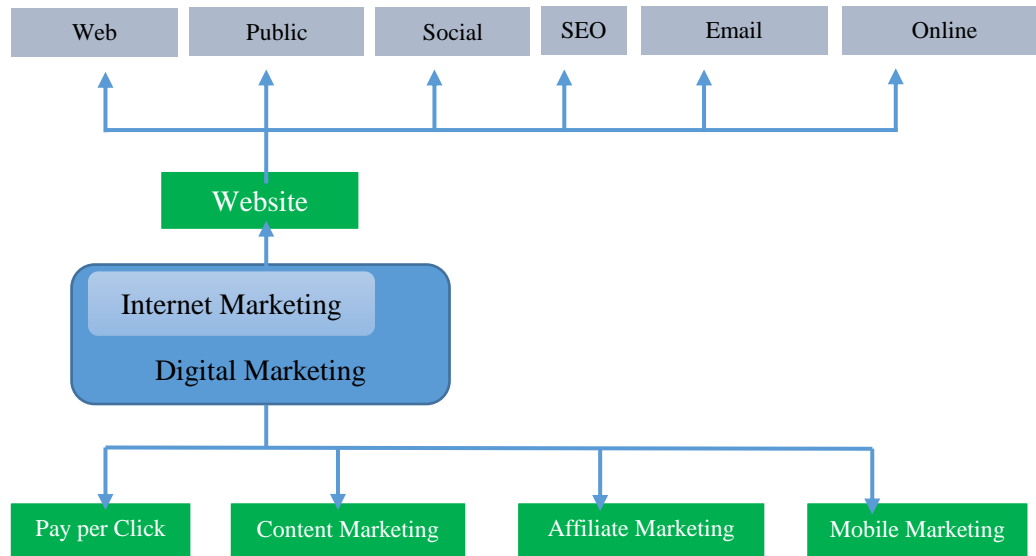 Web
Public
Social
SEO
Email
Online
Website
Internet Marketing
Digital Marketing
Pay per Click
Content Marketing
Affiliate Marketing
Mobile Marketing